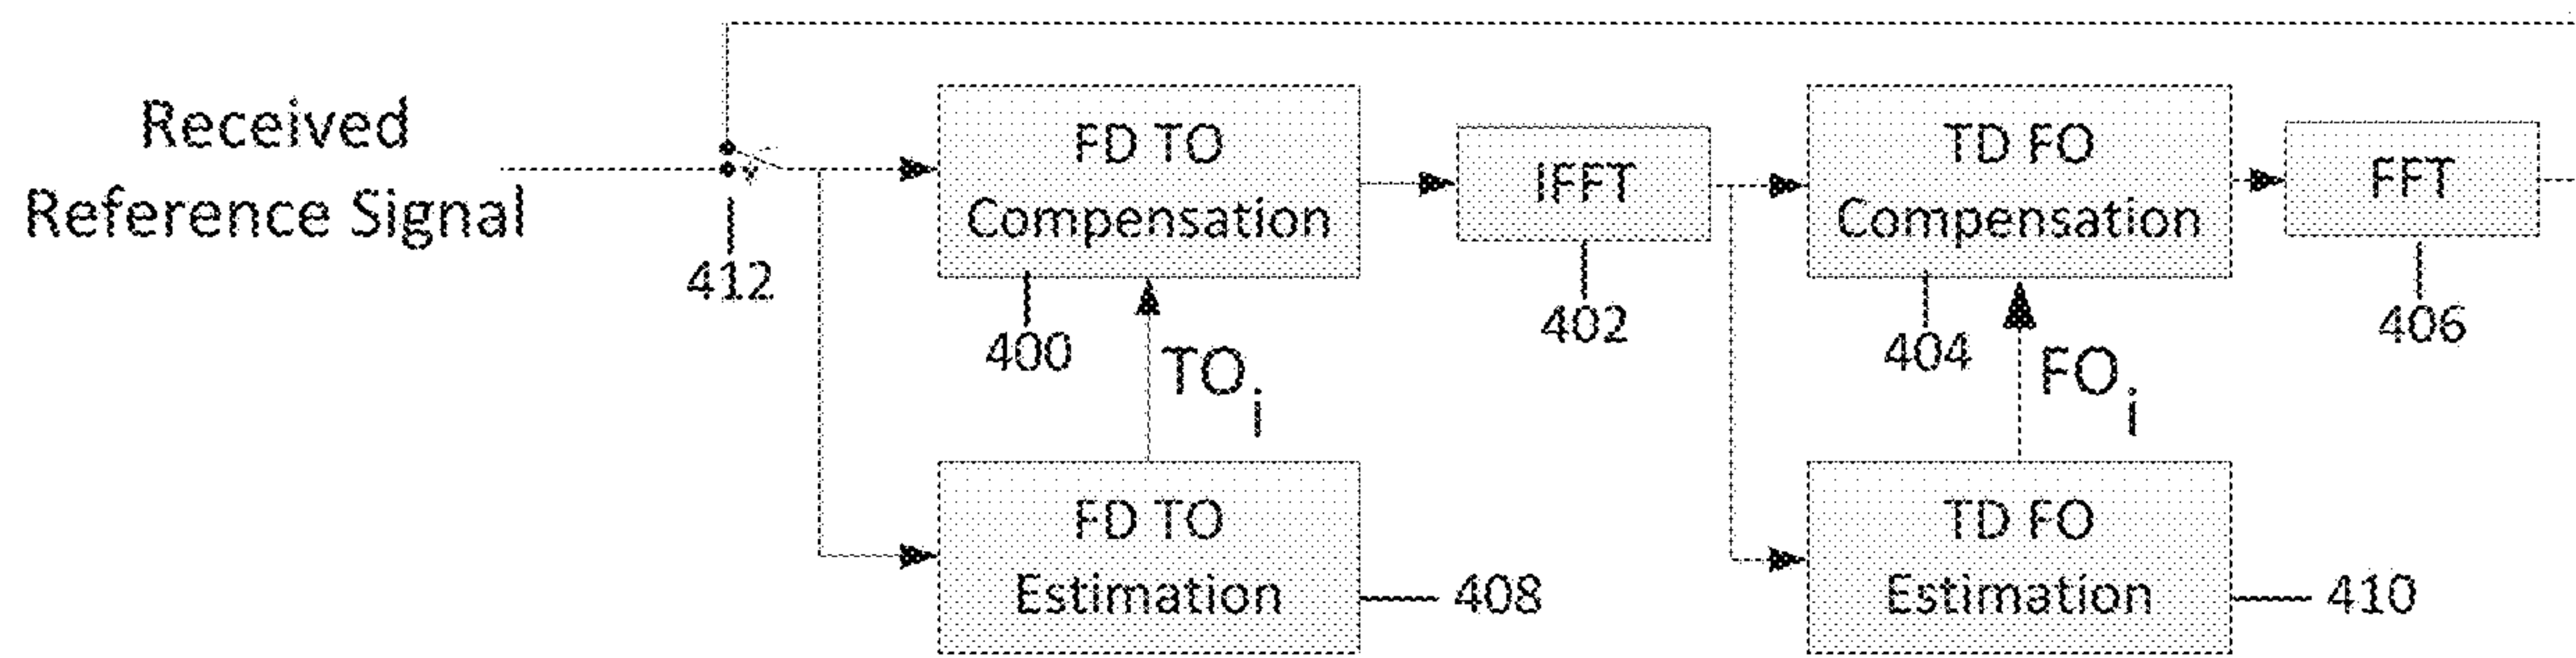 Received
Reference Signal
412
FD TO
Compensation
400
IFFT
402
TD FO
Compensation
404
FFT
406
TO i
FO i
FD TO
Estimation
408
TD FO
Estimation
410